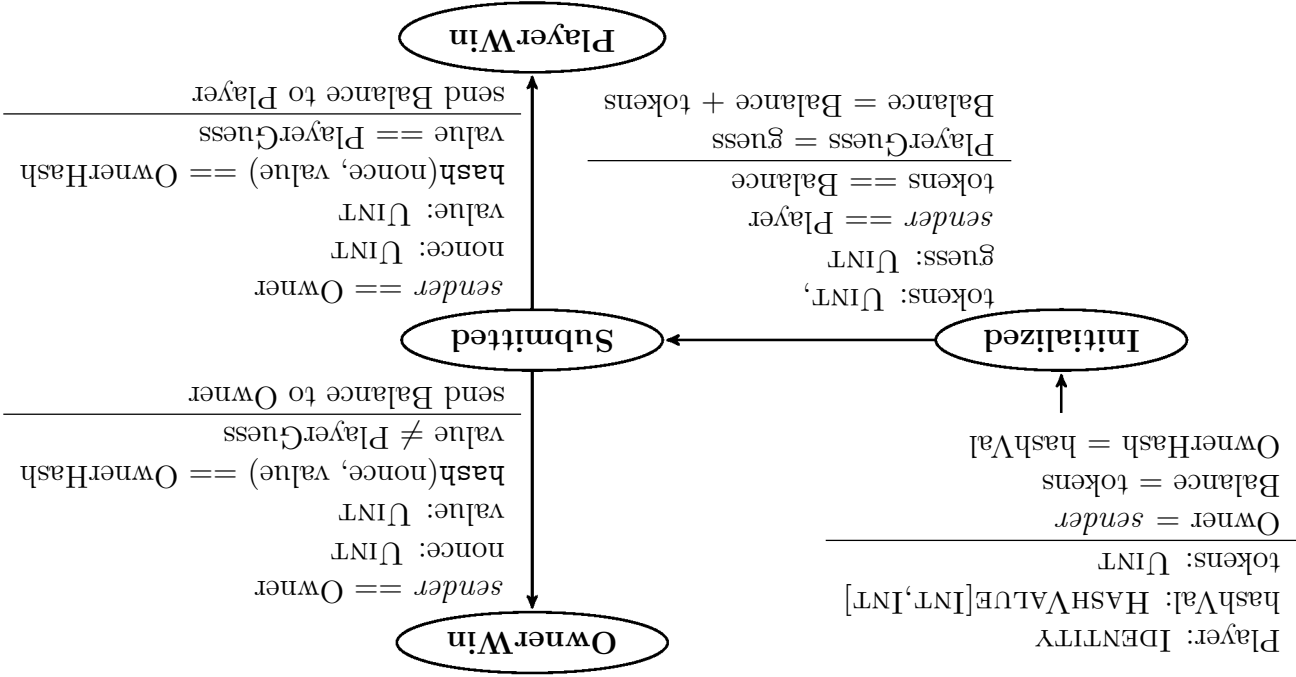 Player: IDENTITY
hashVal: HASHVALUE[INT,INT]
tokens: UINT
Owner = sender
Balance = tokens
OwnerHash = hashVal
Initialized
tokens: UINT,
guess: UINT
sender == Player
tokens == Balance
PlayerGuess = guess
Balance = Balance + tokens
Submitted
OwnerWin
sender == Owner
nonce: UINT
value: UINT
hash(nonce, value) == OwnerHash
value ≠ PlayerGuess
send Balance to Owner
sender == Owner
nonce: UINT
value: UINT
hash(nonce, value) == OwnerHash
value == PlayerGuess
send Balance to Player
PlayerWin